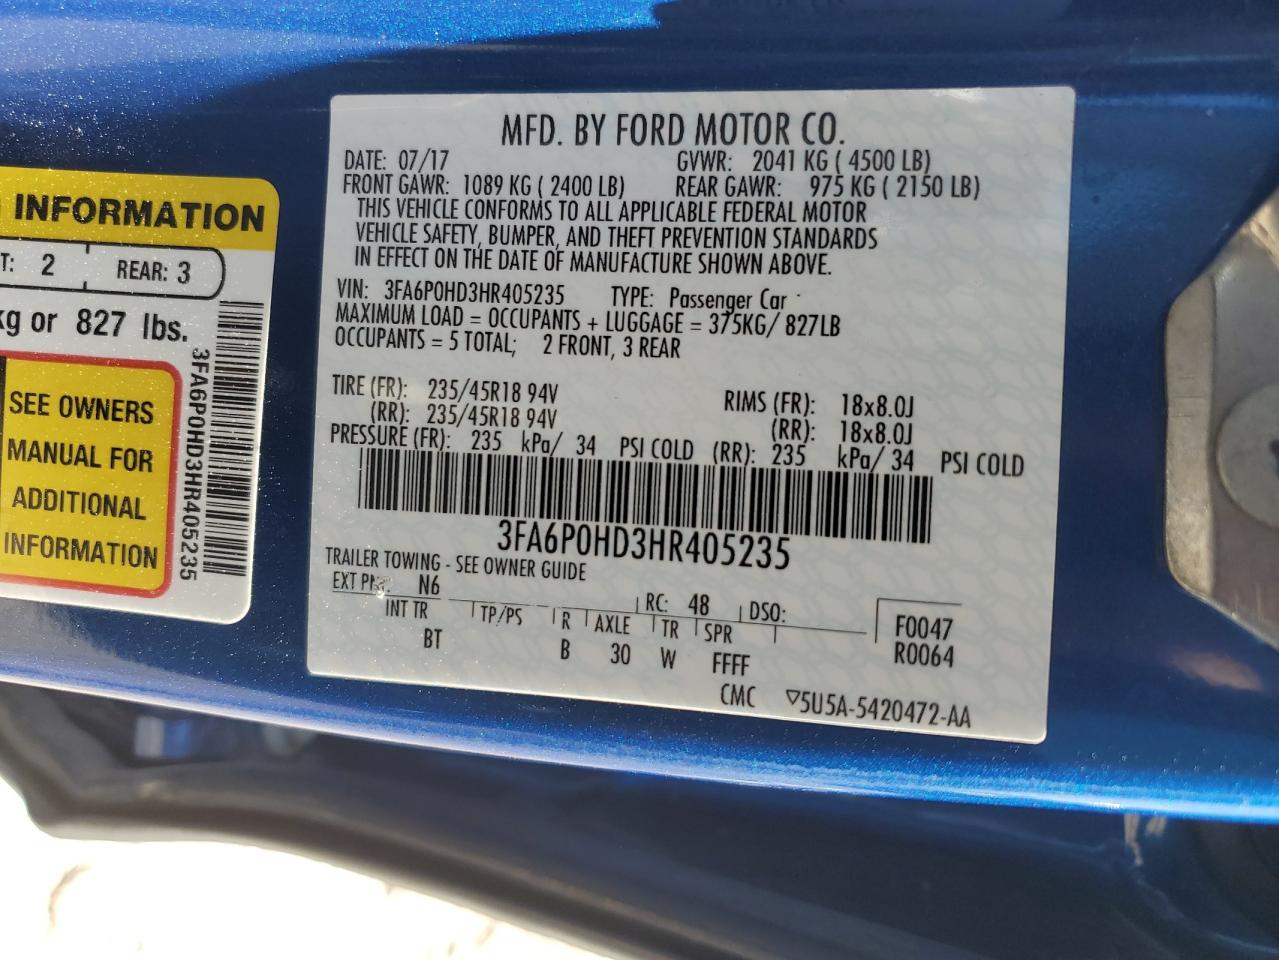 INFORMATION
T: 2 REAR: 3
kg or 827 lbs.
SEE OWNERS
MANUAL FOR
ADDITIONAL
INFORMATION
3FA6P0HD3HR405235
MFD. BY FORD MOTOR CO.
DATE: 07/17 GVWR: 2041 KG ( 4500 LB)
FRONT GAWR: 1089 KG ( 2400 LB) REAR GAWR: 975 KG ( 2150 LB)
THIS VEHICLE CONFORMS TO ALL APPLICABLE FEDERAL MOTOR
VEHICLE SAFETY, BUMPER, AND THEFT PREVENTION STANDARDS
IN EFFECT ON THE DATE OF MANUFACTURE SHOWN ABOVE.
VIN: 3FA6P0HD3HR405235 TYPE: Passenger Car
MAXIMUM LOAD = OCCUPANTS + LUGGAGE = 375KG/ 827LB
OCCUPANTS = 5 TOTAL; 2 FRONT, 3 REAR
TIRE (FR): 235/45R18 94V RIMS (FR): 18x8.0J
(RR): 235/45R18 94V (RR): 18x8.0J
PRESSURE (FR): 235 kPa/ 34 PSI COLD (RR): 235 kPa/ 34 PSI COLD
3FA6P0HD3HR405235
TRAILER TOWING - SEE OWNER GUIDE
EXT N6 RC: 48 DSO:
INT TR TP/PS R AXLE TR SPR F0047
BT B 30 W FFFF R0064
CMC ▽5U5A-5420472-AA